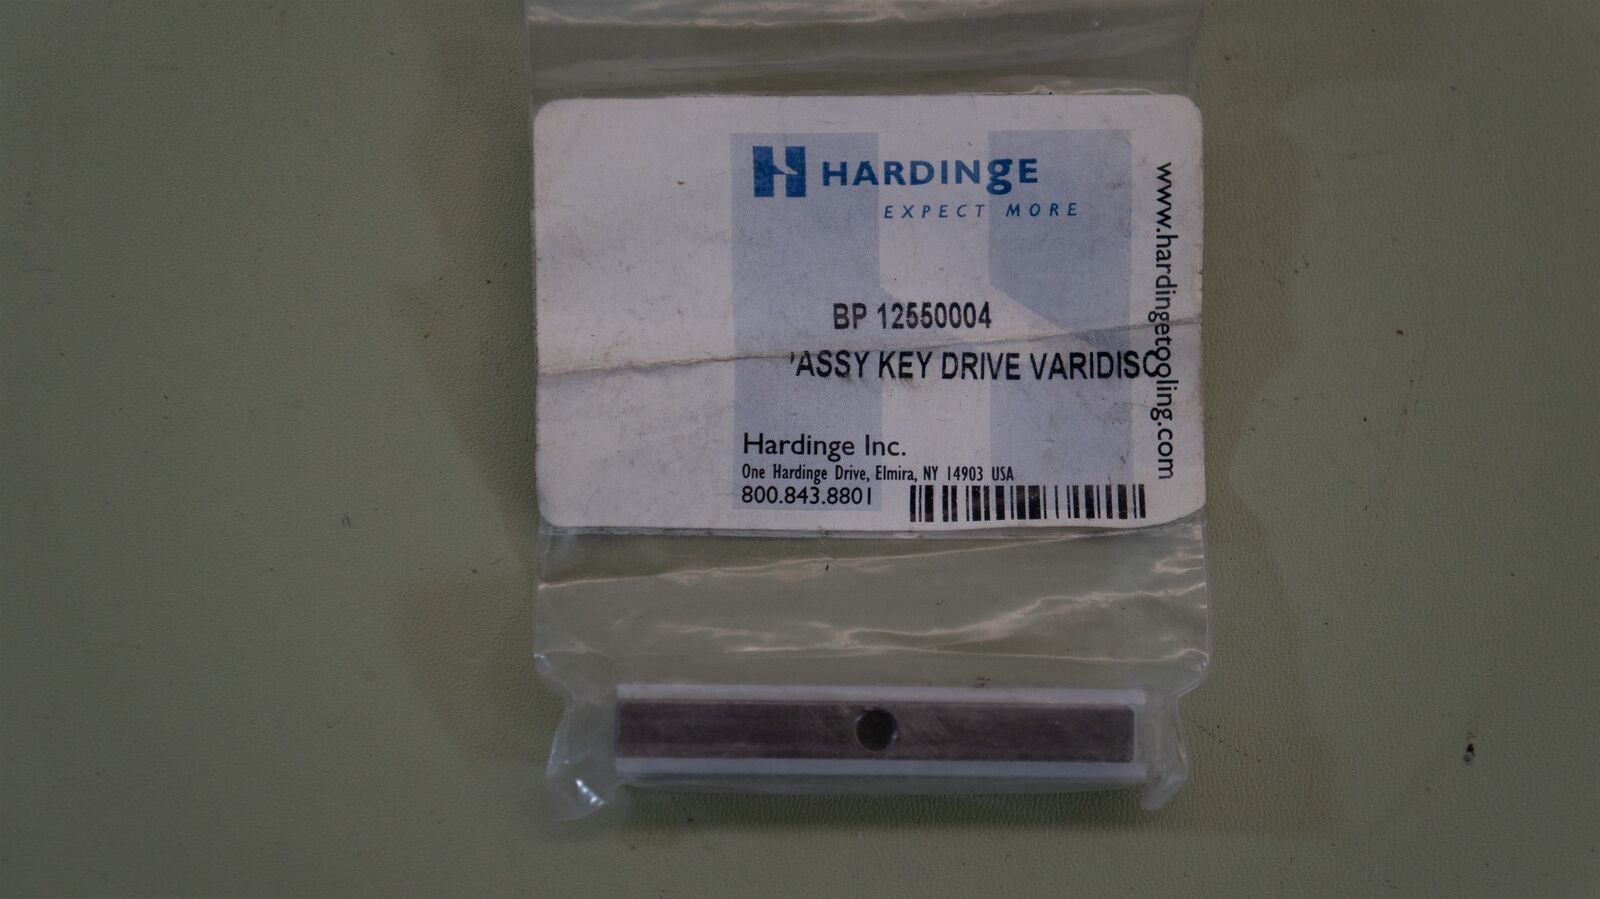 HARDINgE
EXPECT MORE
BP 12550004
'ASSY KEY DRIVE VARIDISC
Hardinge Inc.
One Hardinge Drive, Elmira, NY 14903 USA
800.843.8801
www.hardingetooling.com